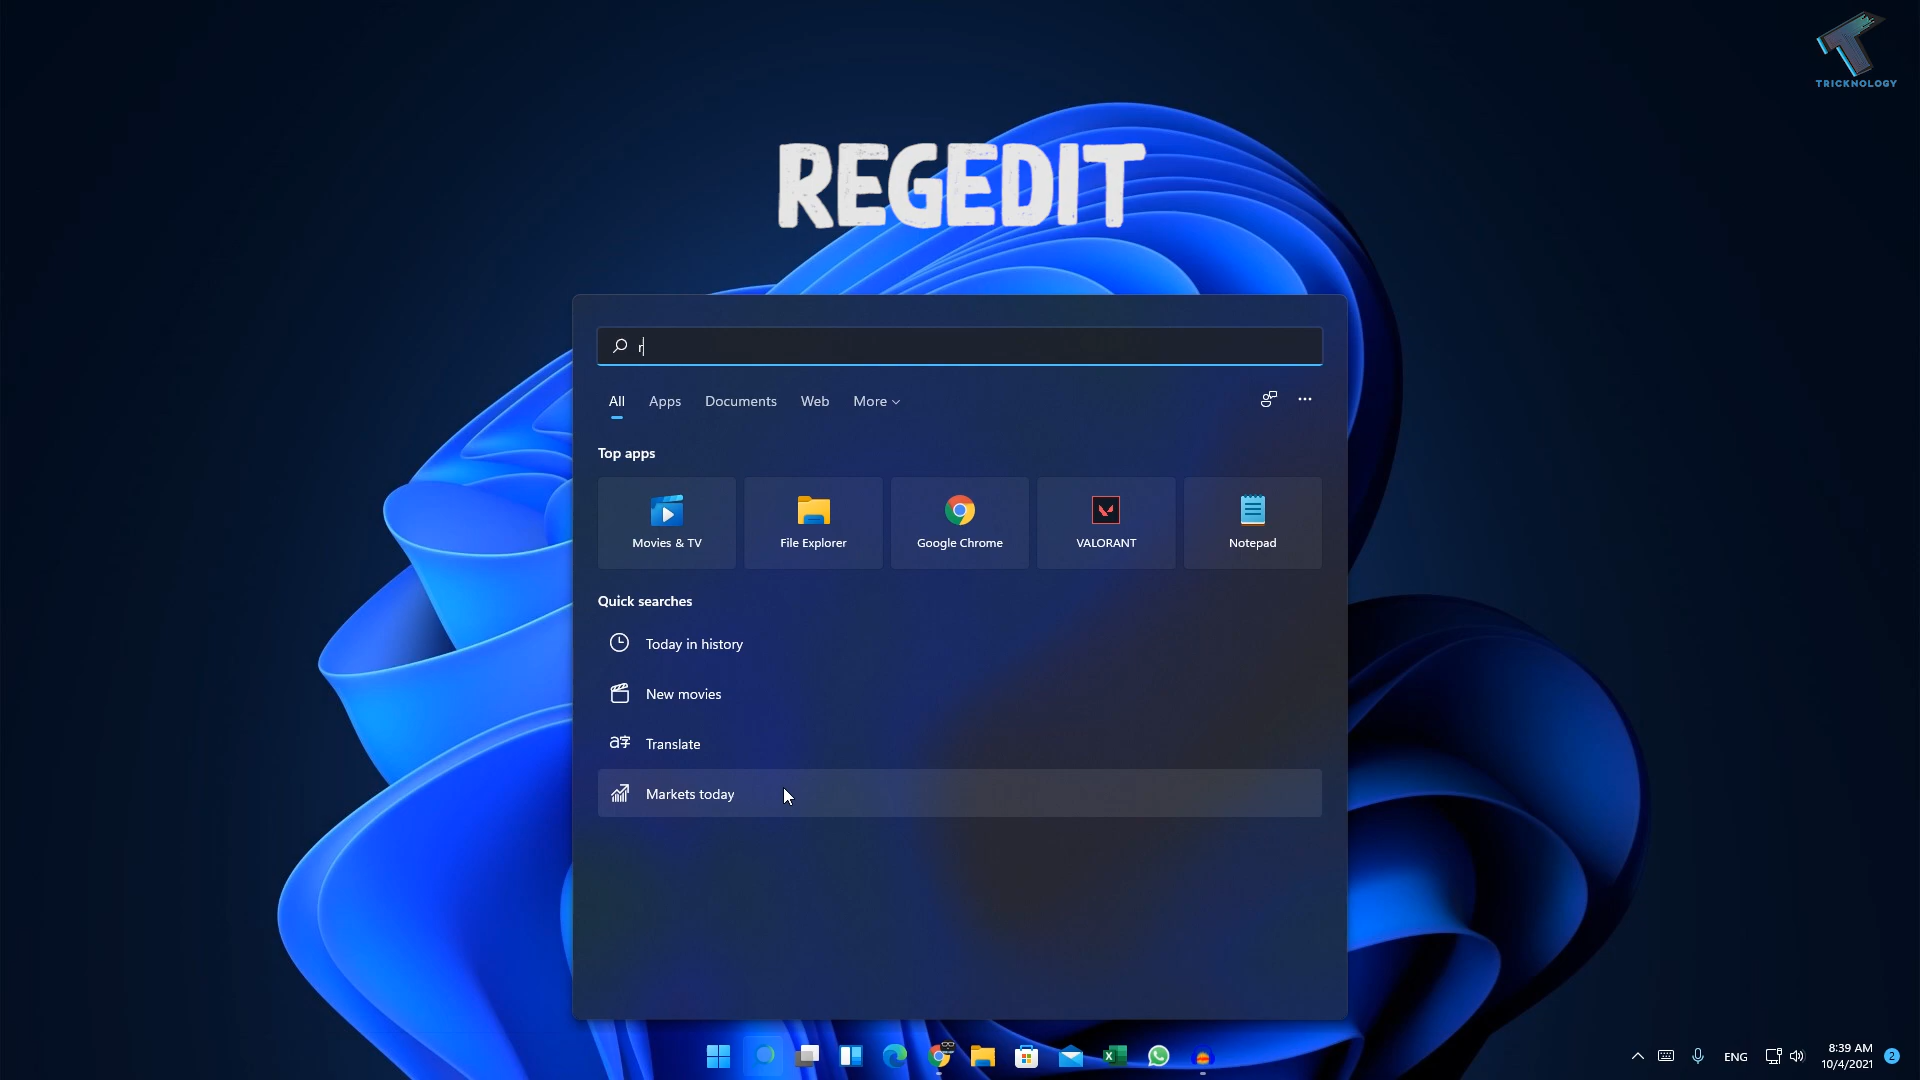 TRICKNOLOGY
REGEDIT
r
All Apps Documents Web More
Top apps
Movies & TV File Explorer Google Chrome VALORANT Notepad
Quick searches
Today in history
New movies
Translate
Markets today
ENG
8:39 AM
10/4/2021
2